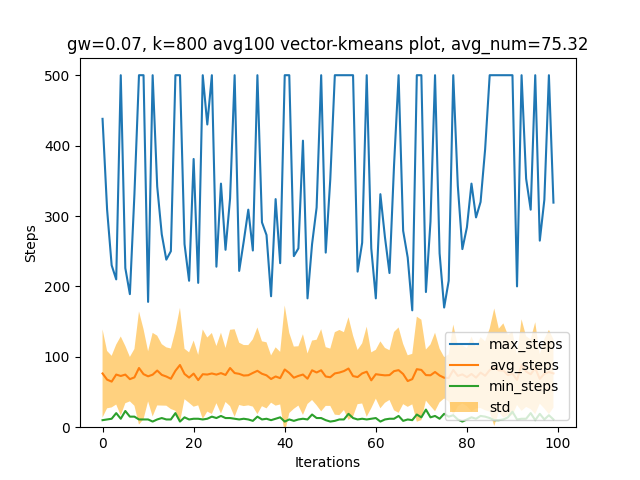 gw=0.07, k=800 avg100 vector-kmeans plot, avg_num=75.32
500
400
300
200
100
0
Steps
max_steps
avg_steps
min_steps
std
0
20
40
60
80
100
Iterations